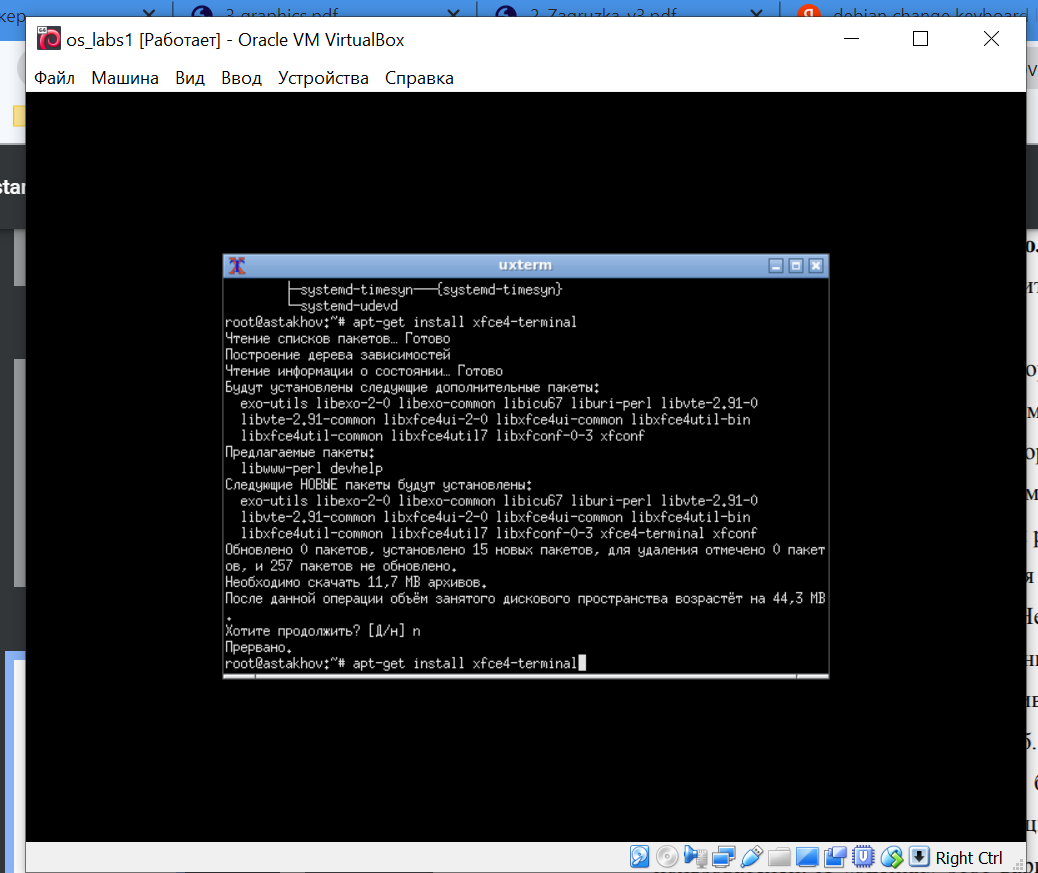 кер 3 graphics.pdf 2_Zagruzka_v3.pdf debian change keyboard
os_labs1 [Работает] - Oracle VM VirtualBox
Файл Машина Вид Ввод Устройства Справка
star
uxterm
├─systemd-timesyn───{systemd-timesyn}
└─systemd-udevd
root@astakhov:~# apt-get install xfce4-terminal
Чтение списков пакетов… Готово
Построение дерева зависимостей
Чтение информации о состоянии… Готово
Будут установлены следующие дополнительные пакеты:
exo-utils libexo-2-0 libexo-common libicu67 liburi-perl libvte-2.91-0
libvte-2.91-common libxfce4ui-2-0 libxfce4ui-common libxfce4util-bin
libxfce4util-common libxfce4util7 libxfconf-0-3 xfconf
Предлагаемые пакеты:
libwww-perl devhelp
Следующие НОВЫЕ пакеты будут установлены:
exo-utils libexo-2-0 libexo-common libicu67 liburi-perl libvte-2.91-0
libvte-2.91-common libxfce4ui-2-0 libxfce4ui-common libxfce4util-bin
libxfce4util-common libxfce4util7 libxfconf-0-3 xfce4-terminal xfconf
Обновлено 0 пакетов, установлено 15 новых пакетов, для удаления отмечено 0 пакет
ов, и 257 пакетов не обновлено.
Необходимо скачать 11,7 MB архивов.
После данной операции объём занятого дискового пространства возрастёт на 44,3 MB
.
Хотите продолжить? [Д/н] n
Прервано.
root@astakhov:~# apt-get install xfce4-terminal
Right Ctrl